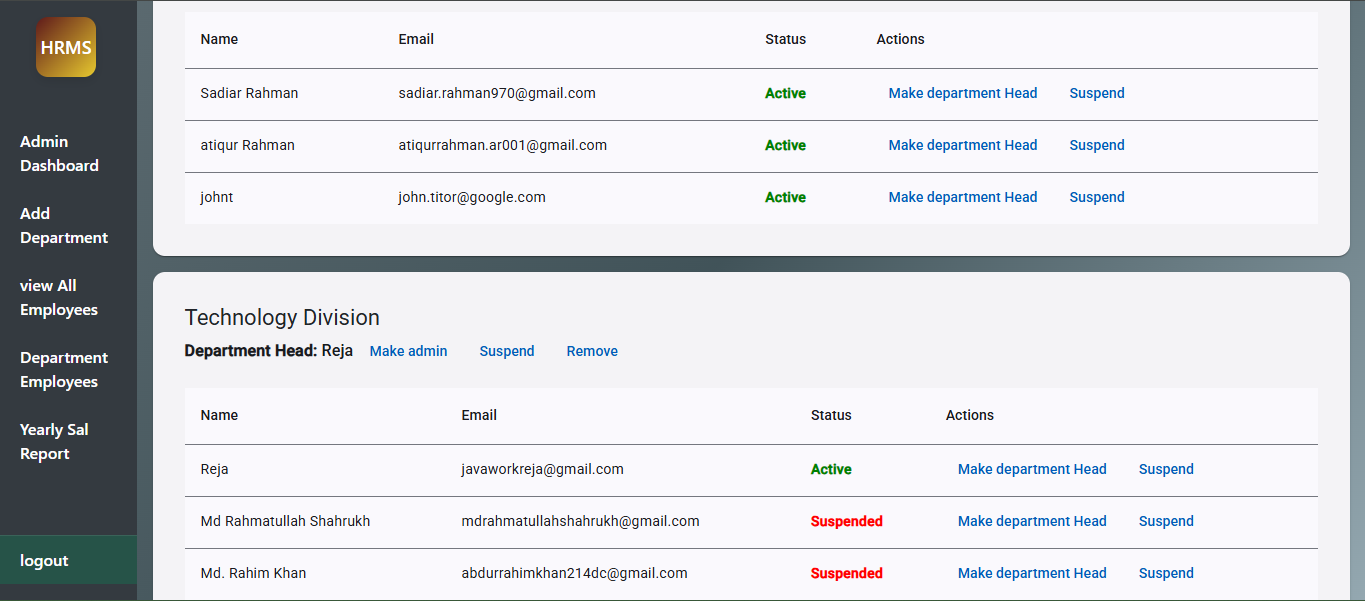 HRMS
Admin
Dashboard
Add
Department
view All
Employees
Department
Employees
Yearly Sal
Report
logout
Name Email Status Actions
Sadiar Rahman sadiar.rahman970@gmail.com Active Make department Head Suspend
atiqur Rahman atiqurrahman.ar001@gmail.com Active Make department Head Suspend
johnt john.titor@google.com Active Make department Head Suspend
Technology Division
Department Head: Reja Make admin Suspend Remove
Name Email Status Actions
Reja javaworkreja@gmail.com Active Make department Head Suspend
Md Rahmatullah Shahrukh mdrahmatullahshahrukh@gmail.com Suspended Make department Head Suspend
Md. Rahim Khan abdurrahimkhan214dc@gmail.com Suspended Make department Head Suspend